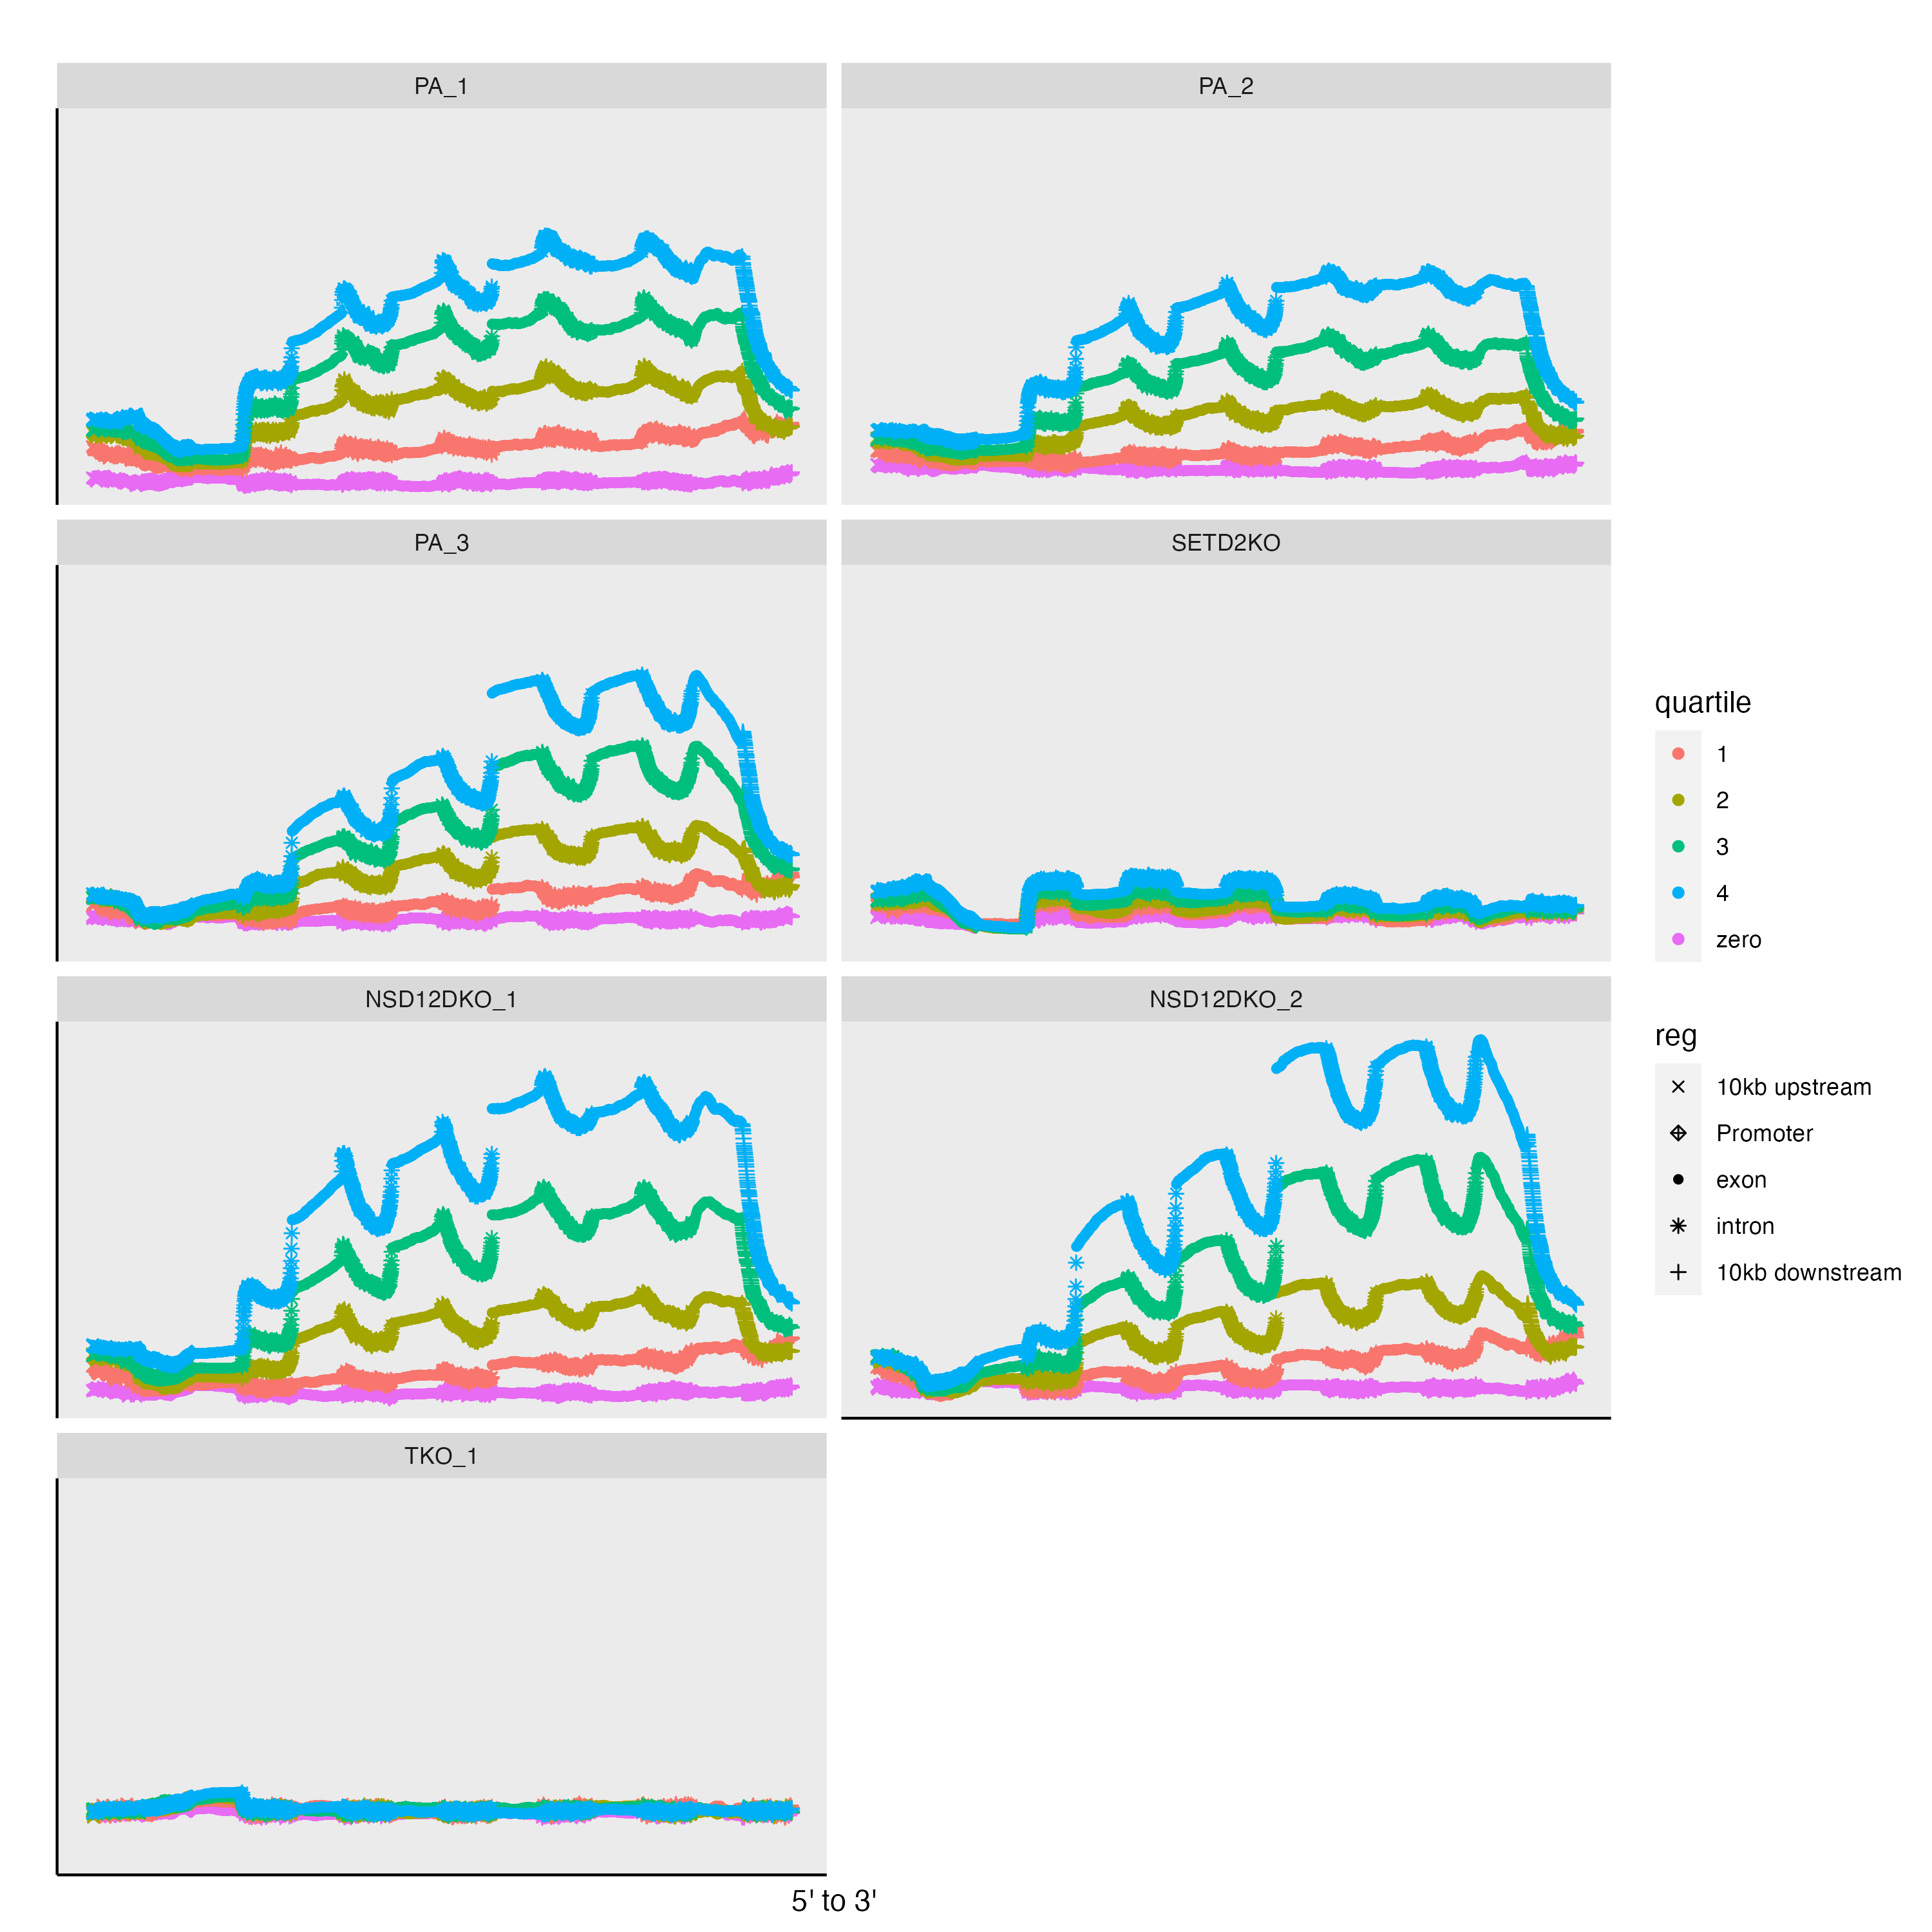 PA_1
PA_2
PA_3
SETD2KO
NSD12DKO_1
NSD12DKO_2
TKO_1
5' to 3'
quartile
1
2
3
4
zero
reg
10kb upstream
Promoter
exon
intron
10kb downstream